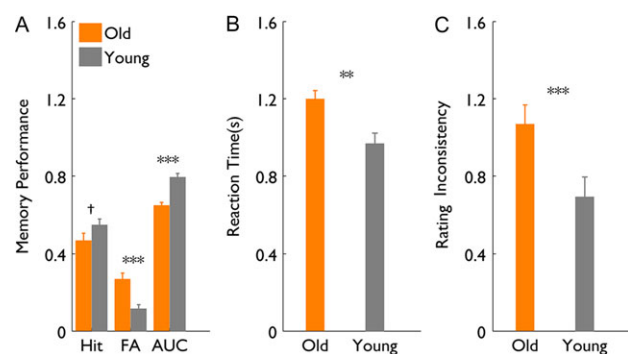 A
Old
Young
Memory Performance
1.6
1.2
0.8
0.4
0
†
***
***
Hit FA AUC
B
Reaction Time(s)
1.6
1.2
0.8
0.4
0
**
Old Young
C
Rating Inconsistency
1.6
1.2
0.8
0.4
0
***
Old Young